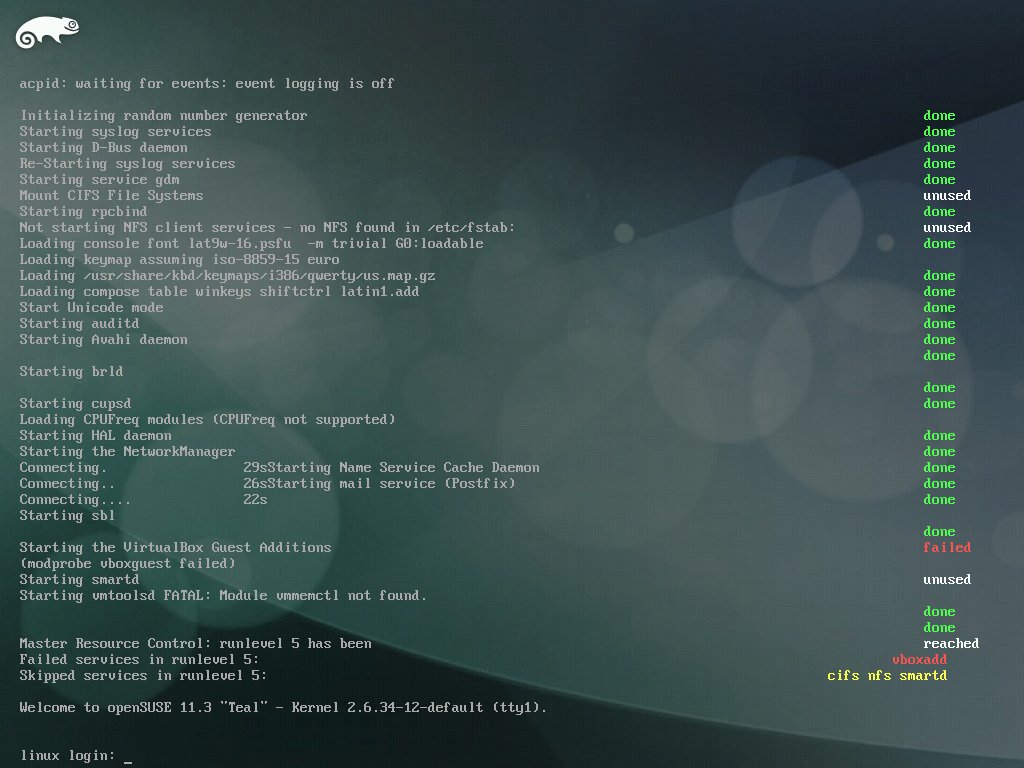 acpid: waiting for events: event logging is off
Initializing random number generator done
Starting syslog services done
Starting D-Bus daemon done
Re-Starting syslog services done
Starting service gdm done
Mount CIFS File Systems unused
Starting rpcbind done
Not starting NFS client services - no NFS found in /etc/fstab: unused
Loading console font lat9w-16.psfu  -m trivial G0:loadable done
Loading keymap assuming iso-8859-15 euro
Loading /usr/share/kbd/keymaps/i386/qwerty/us.map.gz done
Loading compose table winkeys shiftctrl latin1.add done
Start Unicode mode done
Starting auditd done
Starting Avahi daemon done
done
Starting brld
done
Starting cupsd done
Loading CPUFreq modules (CPUFreq not supported)
Starting HAL daemon done
Starting the NetworkManager done
Connecting. 29sStarting Name Service Cache Daemon done
Connecting.. 26sStarting mail service (Postfix) done
Connecting.... 22s done
Starting sbl
done
Starting the VirtualBox Guest Additions failed
(modprobe vboxguest failed)
Starting smartd unused
Starting vmtoolsd FATAL: Module vmmemctl not found.
done
done
Master Resource Control: runlevel 5 has been reached
Failed services in runlevel 5: vboxadd
Skipped services in runlevel 5: cifs nfs smartd
Welcome to openSUSE 11.3 "Teal" - Kernel 2.6.34-12-default (tty1).
linux login: _